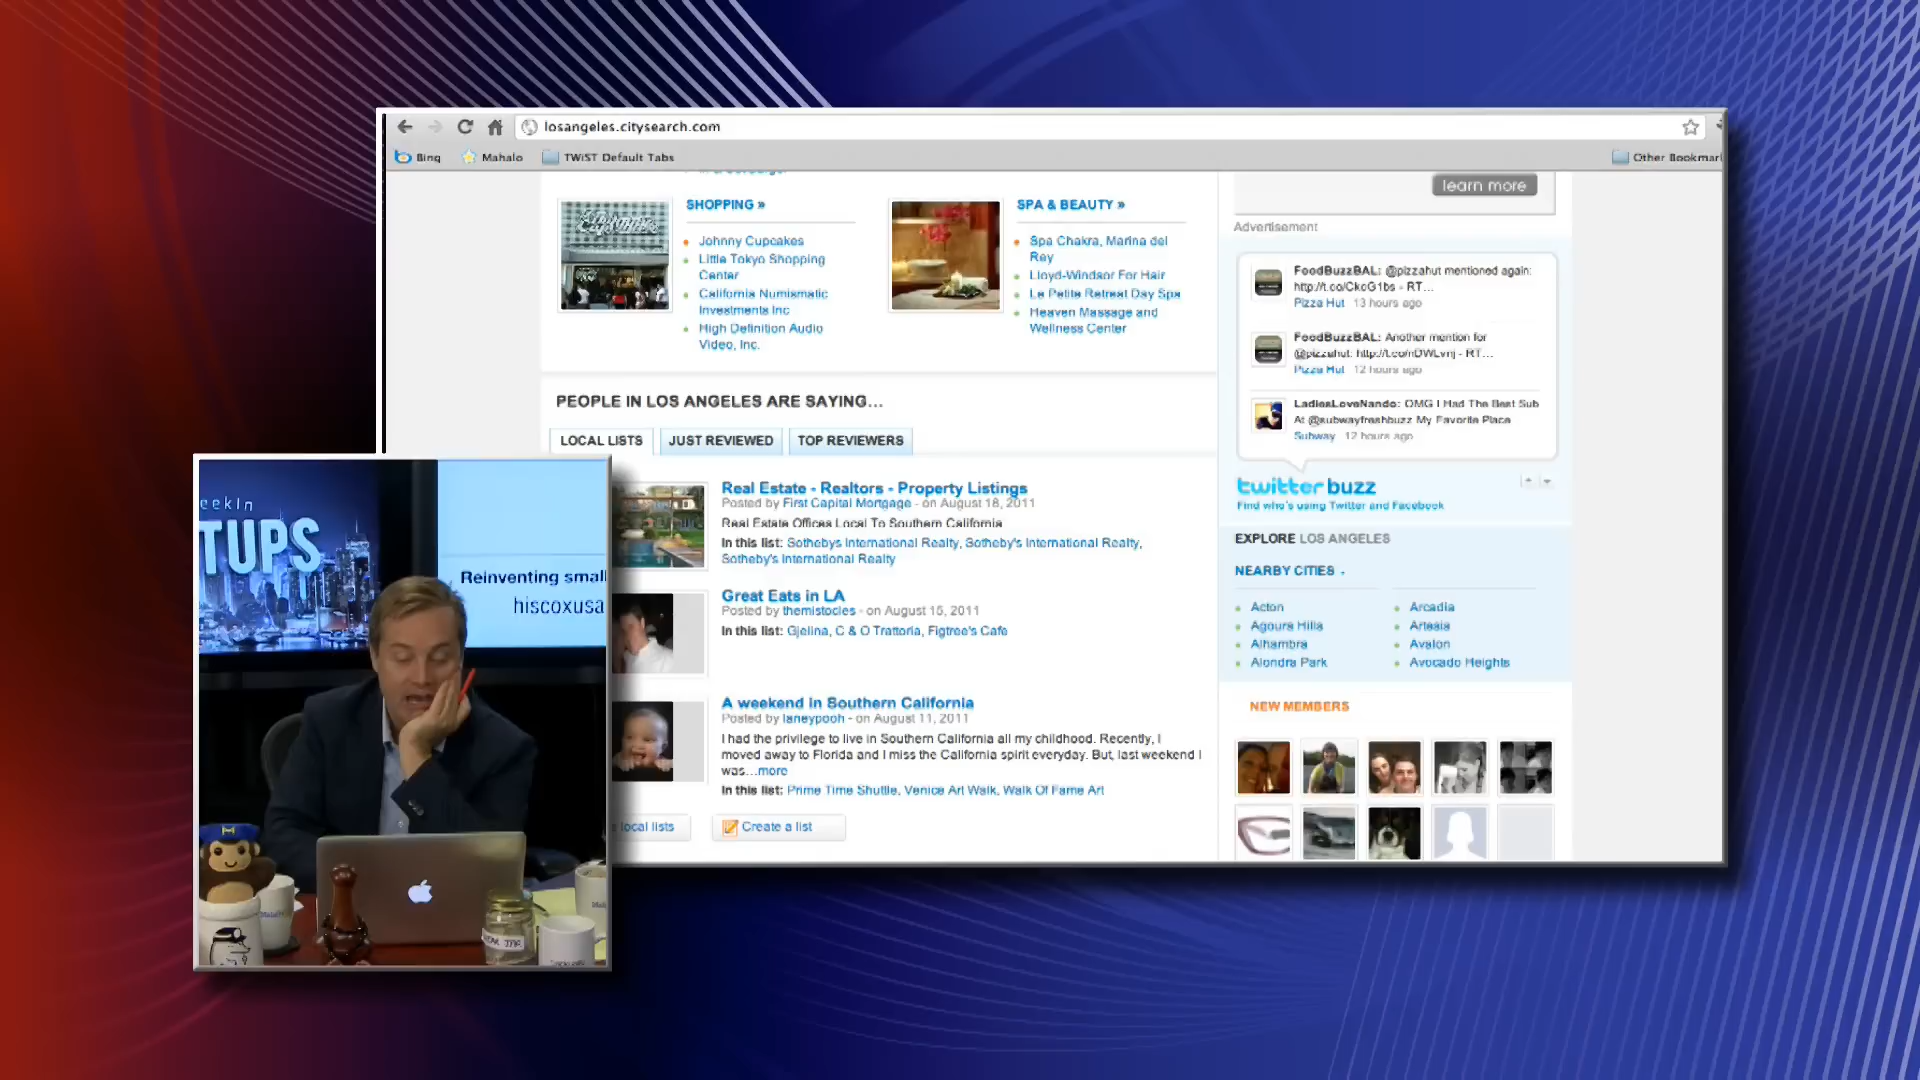 losangeles.citysearch.com
Bing Mahalo TWiST Default Tabs Other Bookmar
learn more
SHOPPING »
Johnny Cupcakes
Little Tokyo Shopping
Center
California Numismatic
Investments Inc
High Definition Audio
Video, Inc.
SPA & BEAUTY »
Spa Chakra, Marina del
Rey
Lloyd-Windsor For Hair
Le Petite Retreat Day Spa
Heaven Massage and
Wellness Center
Advertisement
FoodBuzzBAL: @pizzahut mentioned again:
http://t.co/CkoG1bs - RT...
Pizza Hut 13 hours ago
FoodBuzzBAL: Another mention for
@pizzahut: http://t.co/nDWLvnj - RT...
Pizza Hut 12 hours ago
LadiesLoveNando: OMG I Had The Best Sub
At @subwayfreshbuzz My Favorite Place
Subway 12 hours ago
twitter buzz
Find who's using Twitter and Facebook
PEOPLE IN LOS ANGELES ARE SAYING...
LOCAL LISTS JUST REVIEWED TOP REVIEWERS
Real Estate - Realtors - Property Listings
Posted by First Capital Mortgage - on August 18, 2011
Real Estate Offices Local To Southern California
In this list: Sothebys International Realty, Sotheby's International Realty,
Sotheby's International Realty
Great Eats in LA
Posted by themistocles - on August 15, 2011
In this list: Gjelina, C & O Trattoria, Figtree's Cafe
A weekend in Southern California
Posted by laneypooh - on August 11, 2011
I had the privilege to live in Southern California all my childhood. Recently, I
moved away to Florida and I miss the California spirit everyday. But, last weekend I
was...more
In this list: Prime Time Shuttle, Venice Art Walk, Walk Of Fame Art
local lists
Create a list
EXPLORE LOS ANGELES
NEARBY CITIES
Acton
Agoura Hills
Alhambra
Alondra Park
Arcadia
Artesia
Avalon
Avocado Heights
NEW MEMBERS
eekIn
TUPS
Reinventing small
hiscoxusa